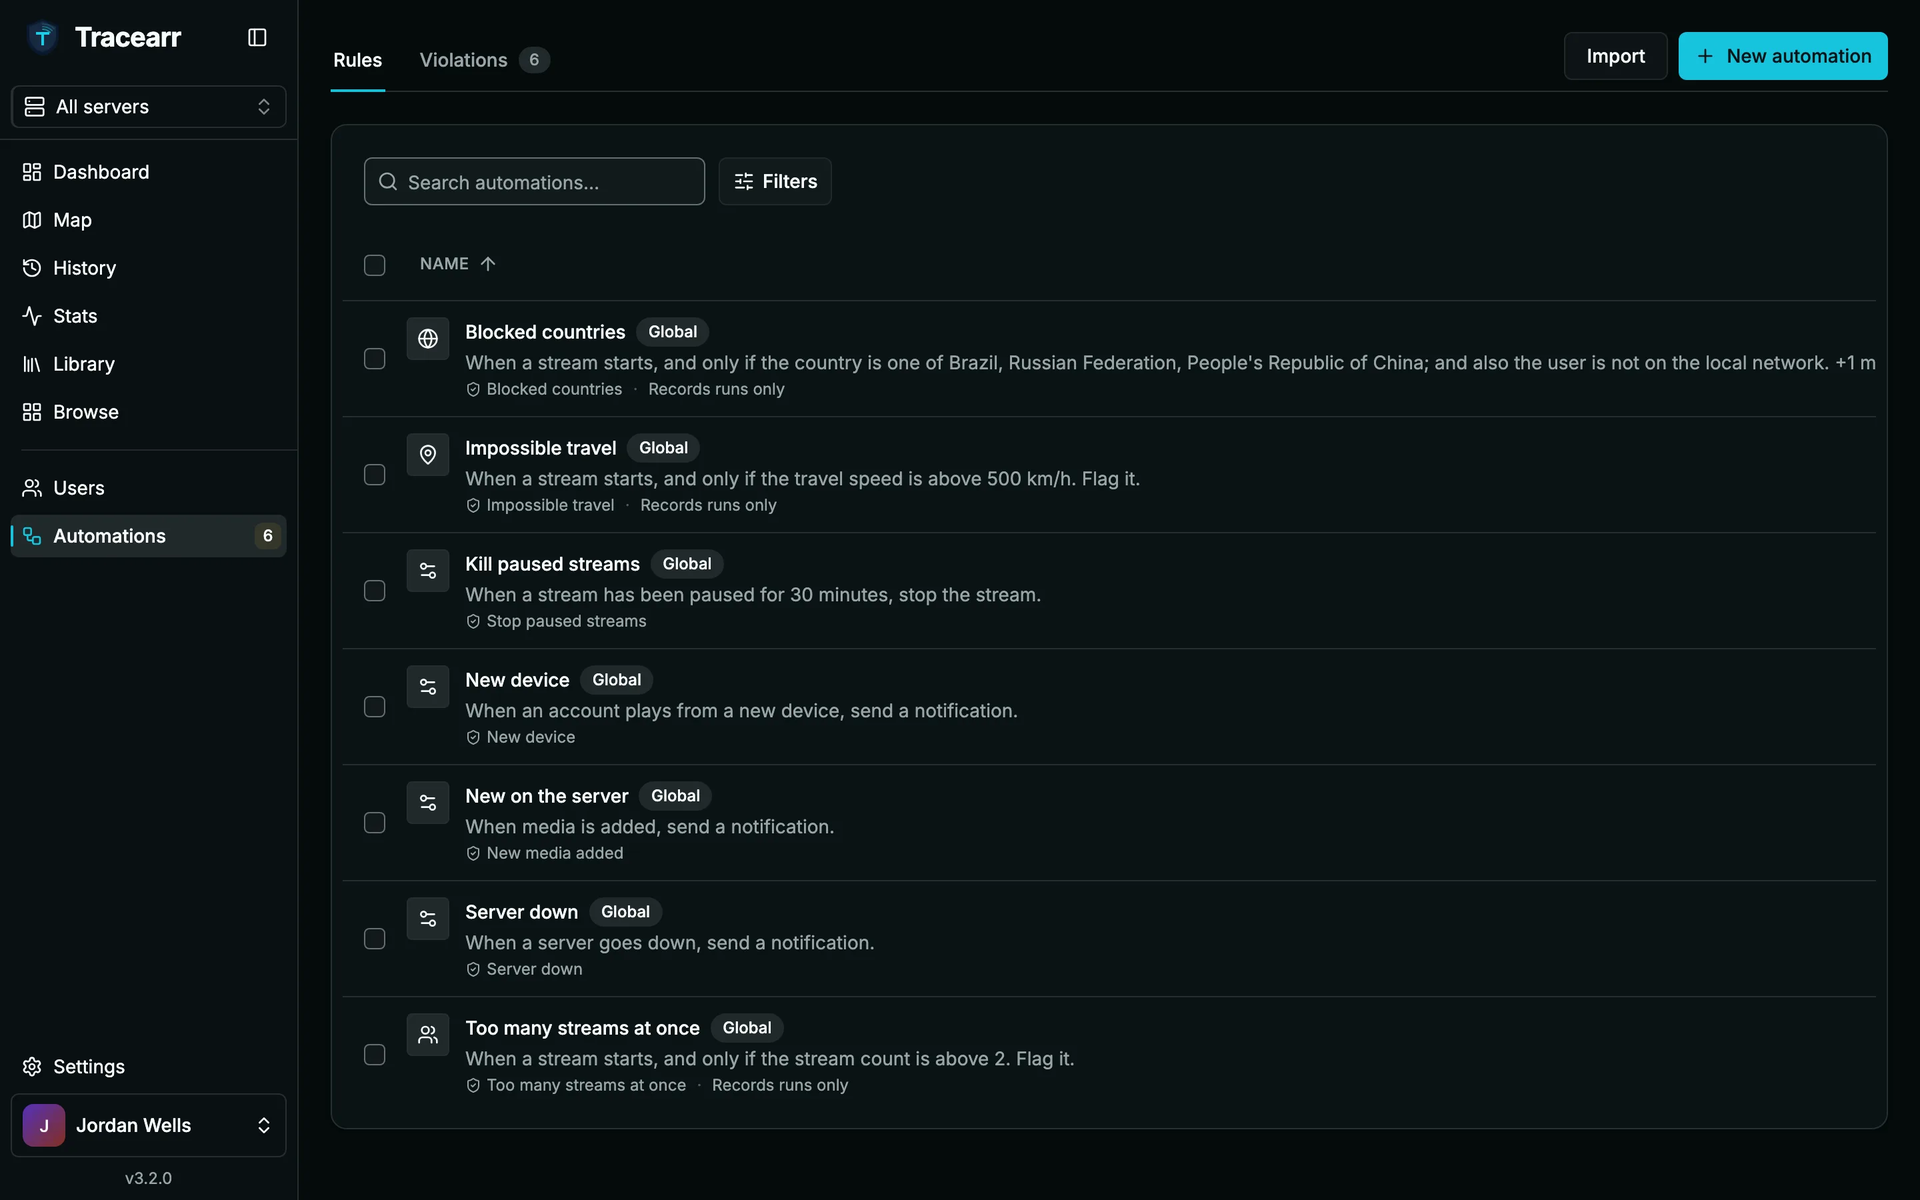 Tracearr
All servers
Dashboard
Map
History
Stats
Library
Browse
Users
Automations 6
Settings
J Jordan Wells
v3.2.0
Rules Violations 6
Import + New automation
Search automations...
Filters
NAME
Blocked countries Global
When a stream starts, and only if the country is one of Brazil, Russian Federation, People's Republic of China; and also the user is not on the local network. +1 m
Blocked countries · Records runs only
Impossible travel Global
When a stream starts, and only if the travel speed is above 500 km/h. Flag it.
Impossible travel · Records runs only
Kill paused streams Global
When a stream has been paused for 30 minutes, stop the stream.
Stop paused streams
New device Global
When an account plays from a new device, send a notification.
New device
New on the server Global
When media is added, send a notification.
New media added
Server down Global
When a server goes down, send a notification.
Server down
Too many streams at once Global
When a stream starts, and only if the stream count is above 2. Flag it.
Too many streams at once · Records runs only